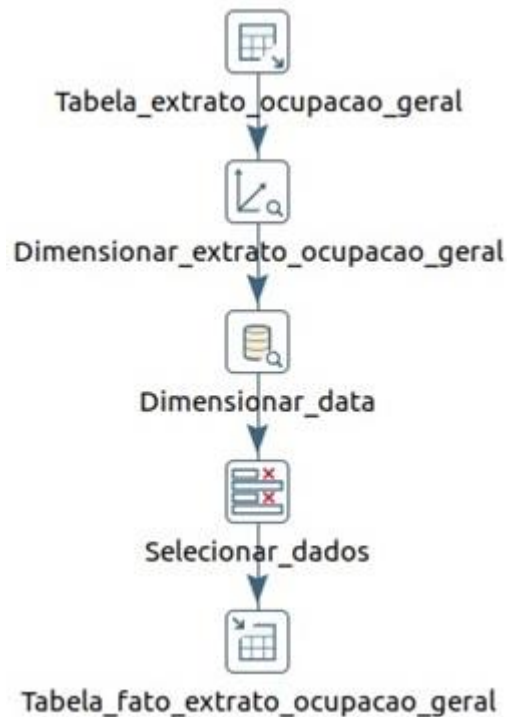 Tabela_extrato_ocupacao_geral
Dimensionar_extrato_ocupacao_geral
Dimensionar_data
Selecionar_dados
Tabela_fato_extrato_ocupacao_geral